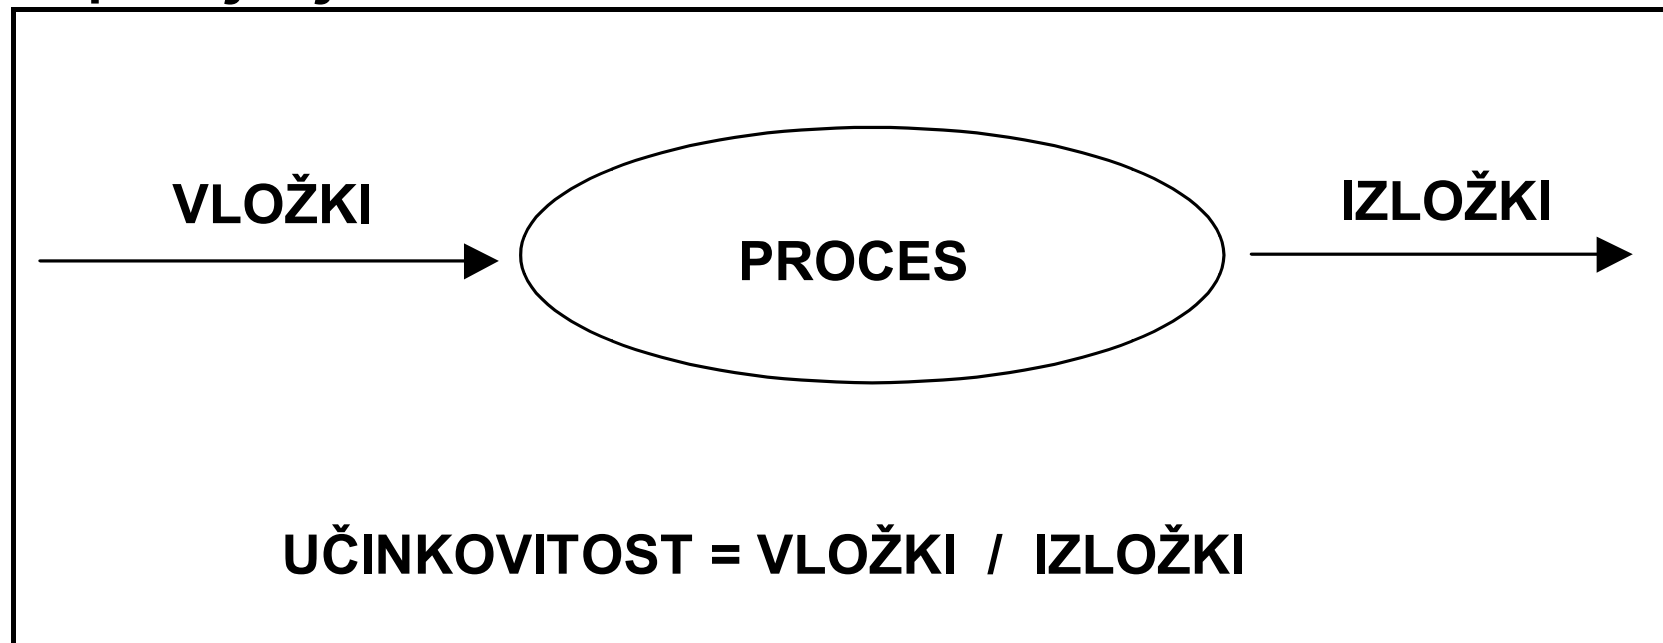 VLOŽKI
IZLOŽKI
PROCES
UČINKOVITOST = VLOŽKI / IZLOŽKI